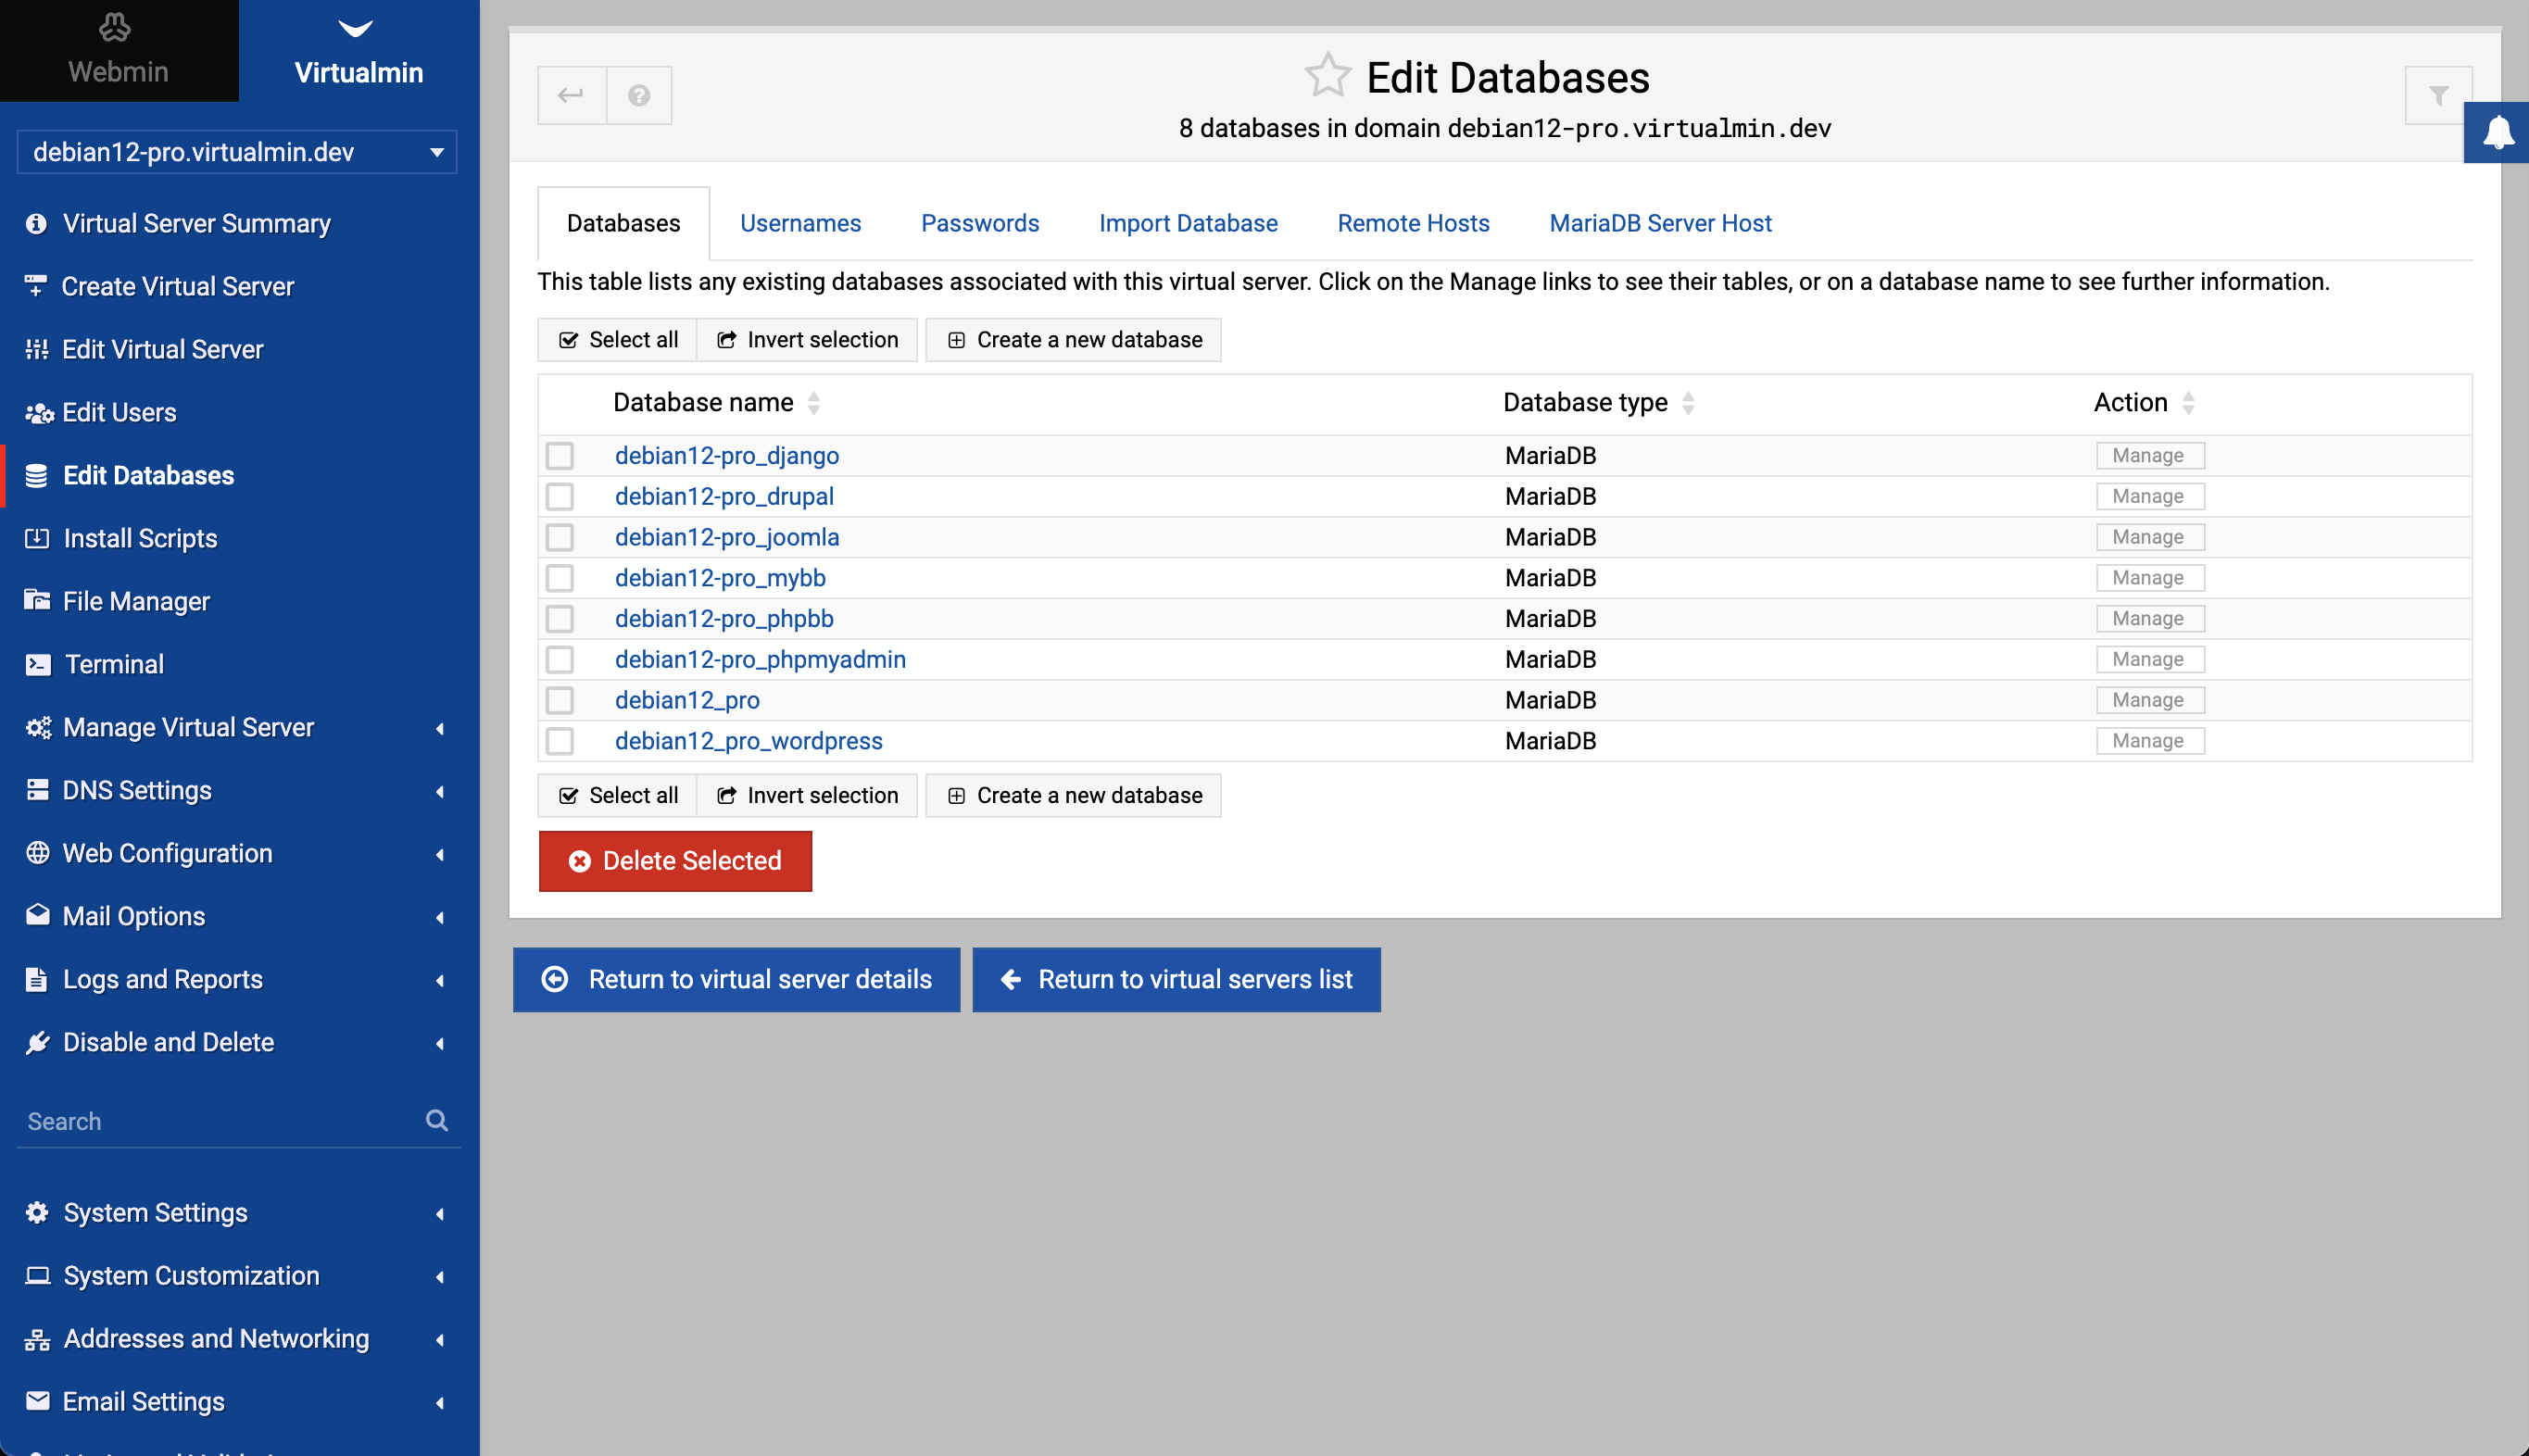 Webmin
Virtualmin
debian12-pro.virtualmin.dev
Virtual Server Summary
Create Virtual Server
Edit Virtual Server
Edit Users
Edit Databases
Install Scripts
File Manager
Terminal
Manage Virtual Server
DNS Settings
Web Configuration
Mail Options
Logs and Reports
Disable and Delete
Search
System Settings
System Customization
Addresses and Networking
Email Settings
Edit Databases
8 databases in domain debian12-pro.virtualmin.dev
Databases Usernames Passwords Import Database Remote Hosts MariaDB Server Host
This table lists any existing databases associated with this virtual server. Click on the Manage links to see their tables, or on a database name to see further information.
Select all Invert selection Create a new database
Database name Database type Action
debian12-pro_django MariaDB Manage
debian12-pro_drupal MariaDB Manage
debian12-pro_joomla MariaDB Manage
debian12-pro_mybb MariaDB Manage
debian12-pro_phpbb MariaDB Manage
debian12-pro_phpmyadmin MariaDB Manage
debian12_pro MariaDB Manage
debian12_pro_wordpress MariaDB Manage
Select all Invert selection Create a new database
Delete Selected
Return to virtual server details Return to virtual servers list